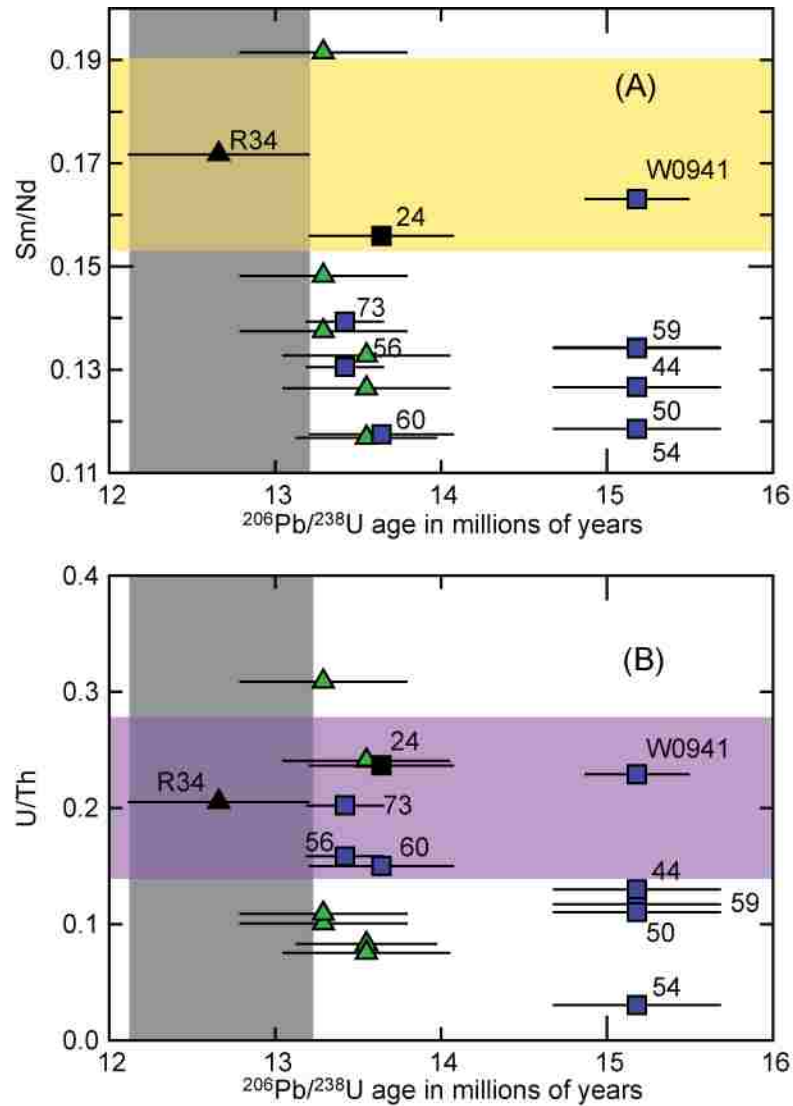 0.19
(A)
R34
W0941
0.17
Sm/Nd
24
0.15
73
59
56
0.13
44
50
60
54
0.11
12 13 14 15 16
²⁰⁶Pb/²³⁸U age in millions of years
0.4
(B)
0.3
24
W0941
R34
0.2
U/Th
73
56 60
44
59
0.1
50
54
0.0
12 13 14 15 16
²⁰⁶Pb/²³⁸U age in millions of years